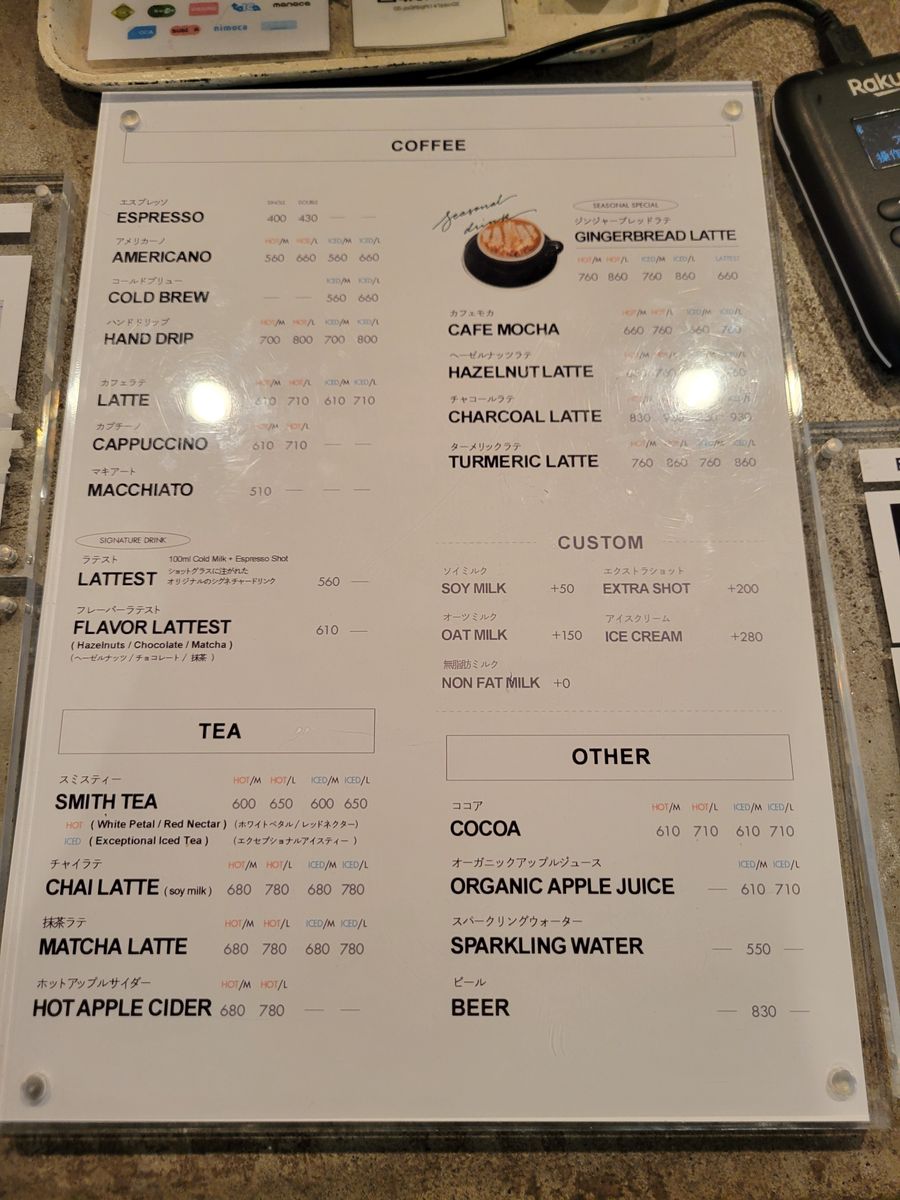 manaca
nimoca
Raku
操作
COFFEE
エスプレッソ SINGLE DOUBLE
ESPRESSO 400 430 — —
アメリカーノ HOT/M HOT/L ICED/M ICED/L
AMERICANO 560 660 560 660
コールドブリュー ICED/M ICED/L
COLD BREW — — 560 660
ハンドドリップ HOT/M HOT/L ICED/M ICED/L
HAND DRIP 700 800 700 800
カフェラテ HOT/M HOT/L ICED/M ICED/L
LATTE 610 710 610 710
カプチーノ HOT/M HOT/L
CAPPUCCINO 610 710 — —
マキアート
MACCHIATO 510 — — —
SIGNATURE DRINK
ラテスト 100ml Cold Milk + Espresso Shot
ショットグラスに注がれた
LATTEST オリジナルのシグネチャードリンク 560 —
フレーバーラテスト
FLAVOR LATTEST 610 —
( Hazelnuts / Chocolate / Matcha )
(ヘーゼルナッツ / チョコレート / 抹茶 )
Seasonal
drink
SEASONAL SPECIAL
ジンジャーブレッドラテ
GINGERBREAD LATTE
HOT/M HOT/L ICED/M ICED/L LATTEST
760 860 760 860 660
カフェモカ HOT/M HOT/L ICED/M ICED/L
CAFE MOCHA 660 760 660 760
ヘーゼルナッツラテ
HAZELNUT LATTE
チャコールラテ
CHARCOAL LATTE 830 930
ターメリックラテ HOT/M HOT/L ICED/M ICED/L
TURMERIC LATTE 760 860 760 860
CUSTOM
ソイミルク エクストラショット
SOY MILK +50 EXTRA SHOT +200
オーツミルク アイスクリーム
OAT MILK +150 ICE CREAM +280
無脂肪ミルク
NON FAT MILK +0
TEA
スミスティー HOT/M HOT/L ICED/M ICED/L
SMITH TEA 600 650 600 650
HOT ( White Petal / Red Nectar ) (ホワイトペタル / レッドネクター)
ICED ( Exceptional Iced Tea ) (エクセプショナルアイスティー )
チャイラテ HOT/M HOT/L ICED/M ICED/L
CHAI LATTE ( soy milk ) 680 780 680 780
抹茶ラテ HOT/M HOT/L ICED/M ICED/L
MATCHA LATTE 680 780 680 780
ホットアップルサイダー HOT/M HOT/L
HOT APPLE CIDER 680 780 — —
OTHER
ココア HOT/M HOT/L ICED/M ICED/L
COCOA 610 710 610 710
オーガニックアップルジュース ICED/M ICED/L
ORGANIC APPLE JUICE — 610 710
スパークリングウォーター
SPARKLING WATER — 550 —
ビール
BEER — 830 —